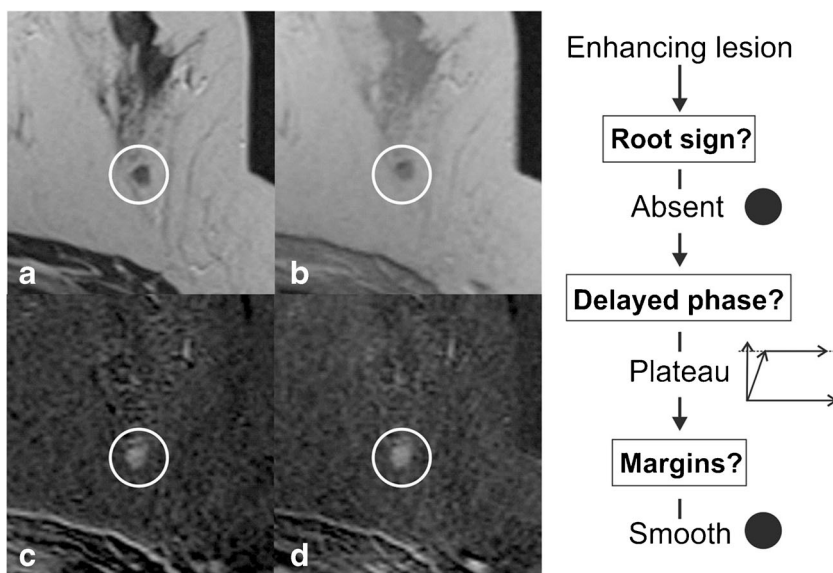 a
b
c
d
Enhancing lesion
Root sign?
Absent
Delayed phase?
Plateau
Margins?
Smooth